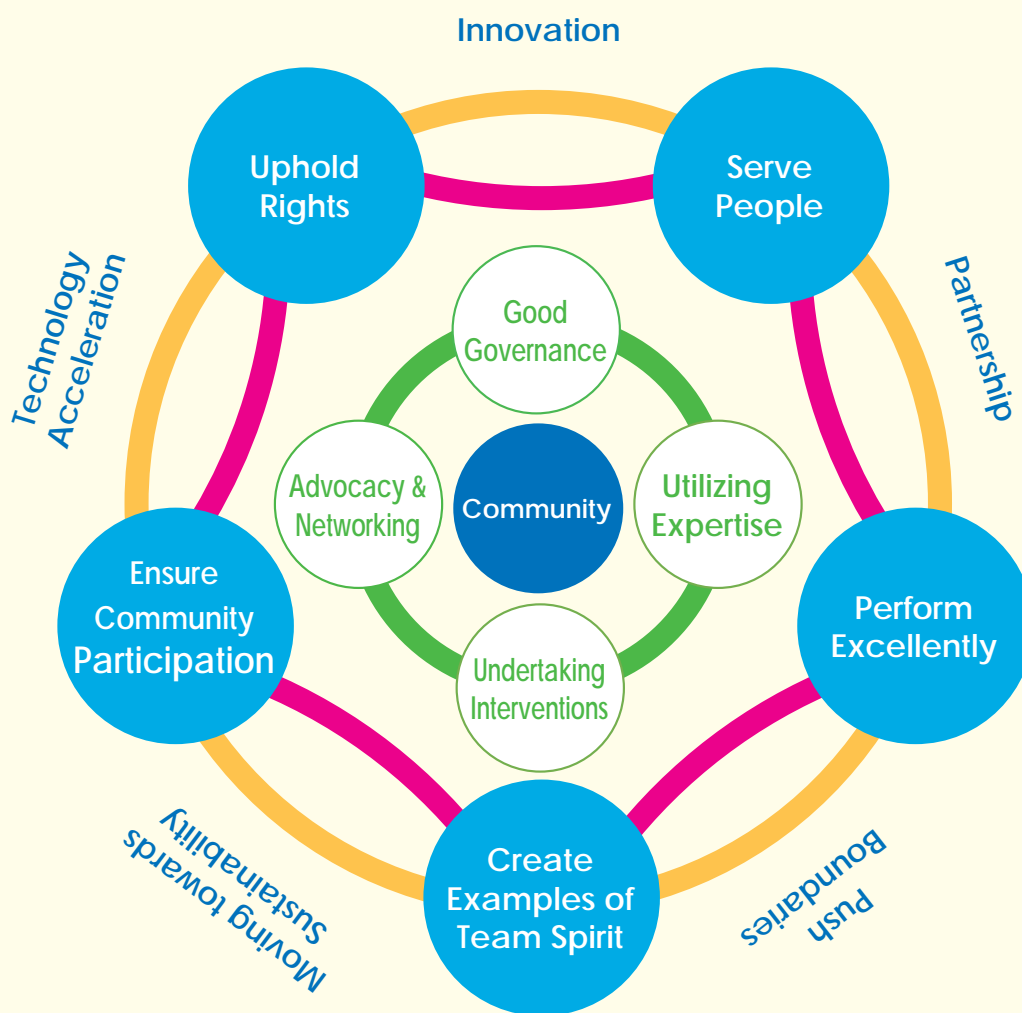 Innovation
Uphold
Rights
Serve
People
Technology
Acceleration
Partnership
Good
Governance
Advocacy &
Networking
Community
Utilizing
Expertise
Undertaking
Interventions
Ensure
Community
Participation
Perform
Excellently
Create
Examples of
Team Spirit
Moving towards
Sustainability
Push
Boundaries